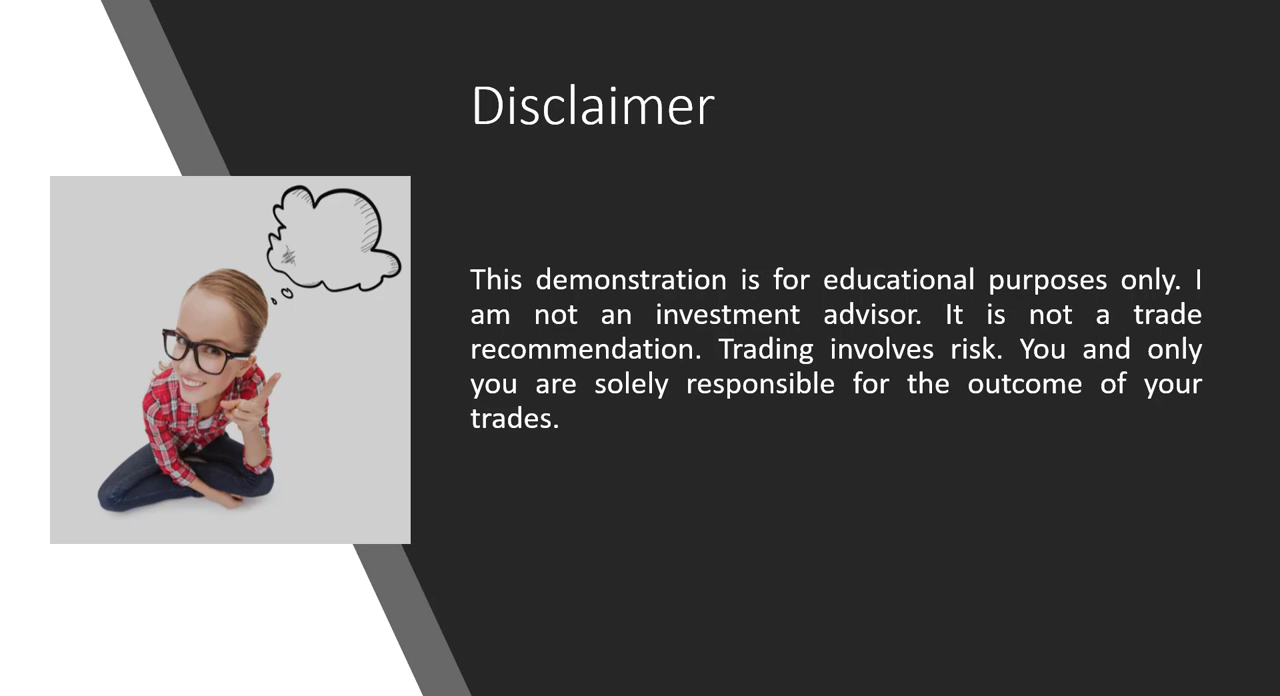 Disclaimer
This demonstration is for educational purposes only. I
am not an investment advisor. It is not a trade
recommendation. Trading involves risk. You and only
you are solely responsible for the outcome of your
trades.